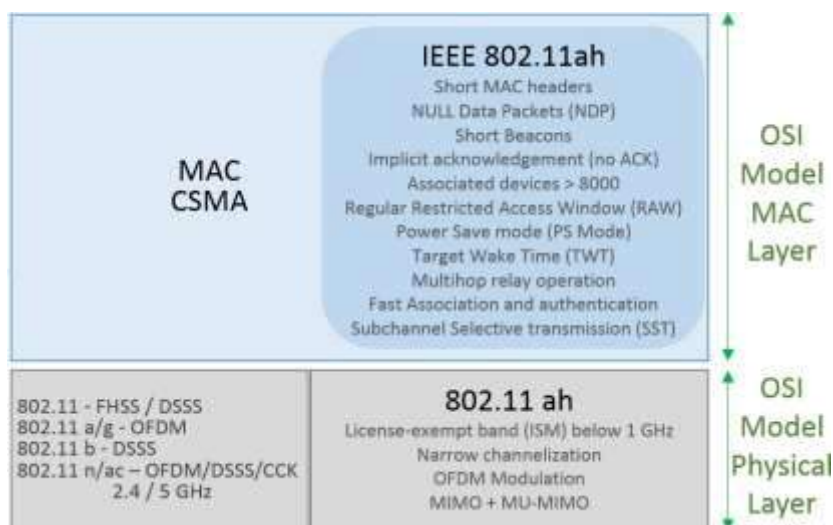 MAC
CSMA
IEEE 802.11ah
Short MAC headers
NULL Data Packets (NDP)
Short Beacons
Implicit acknowledgement (no ACK)
Associated devices > 8000
Regular Restricted Access Window (RAW)
Power Save mode (PS Mode)
Target Wake Time (TWT)
Multihop relay operation
Fast Association and authentication
Subchannel Selective transmission (SST)
OSI
Model
MAC
Layer
802.11 - FHSS / DSSS
802.11 a/g - OFDM
802.11 b - DSSS
802.11 n/ac – OFDM/DSSS/CCK
2.4 / 5 GHz
802.11 ah
License-exempt band (ISM) below 1 GHz
Narrow channelization
OFDM Modulation
MIMO + MU-MIMO
OSI
Model
Physical
Layer